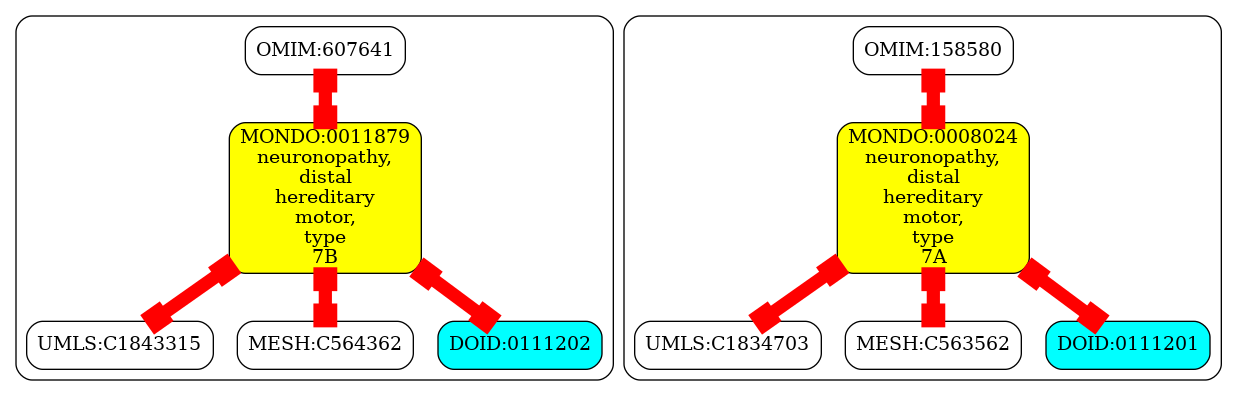 OMIM:607641
MONDO:0011879
neuronopathy,
distal
hereditary
motor,
type
7B
UMLS:C1843315
MESH:C564362
DOID:0111202
OMIM:158580
MONDO:0008024
neuronopathy,
distal
hereditary
motor,
type
7A
UMLS:C1834703
MESH:C563562
DOID:0111201